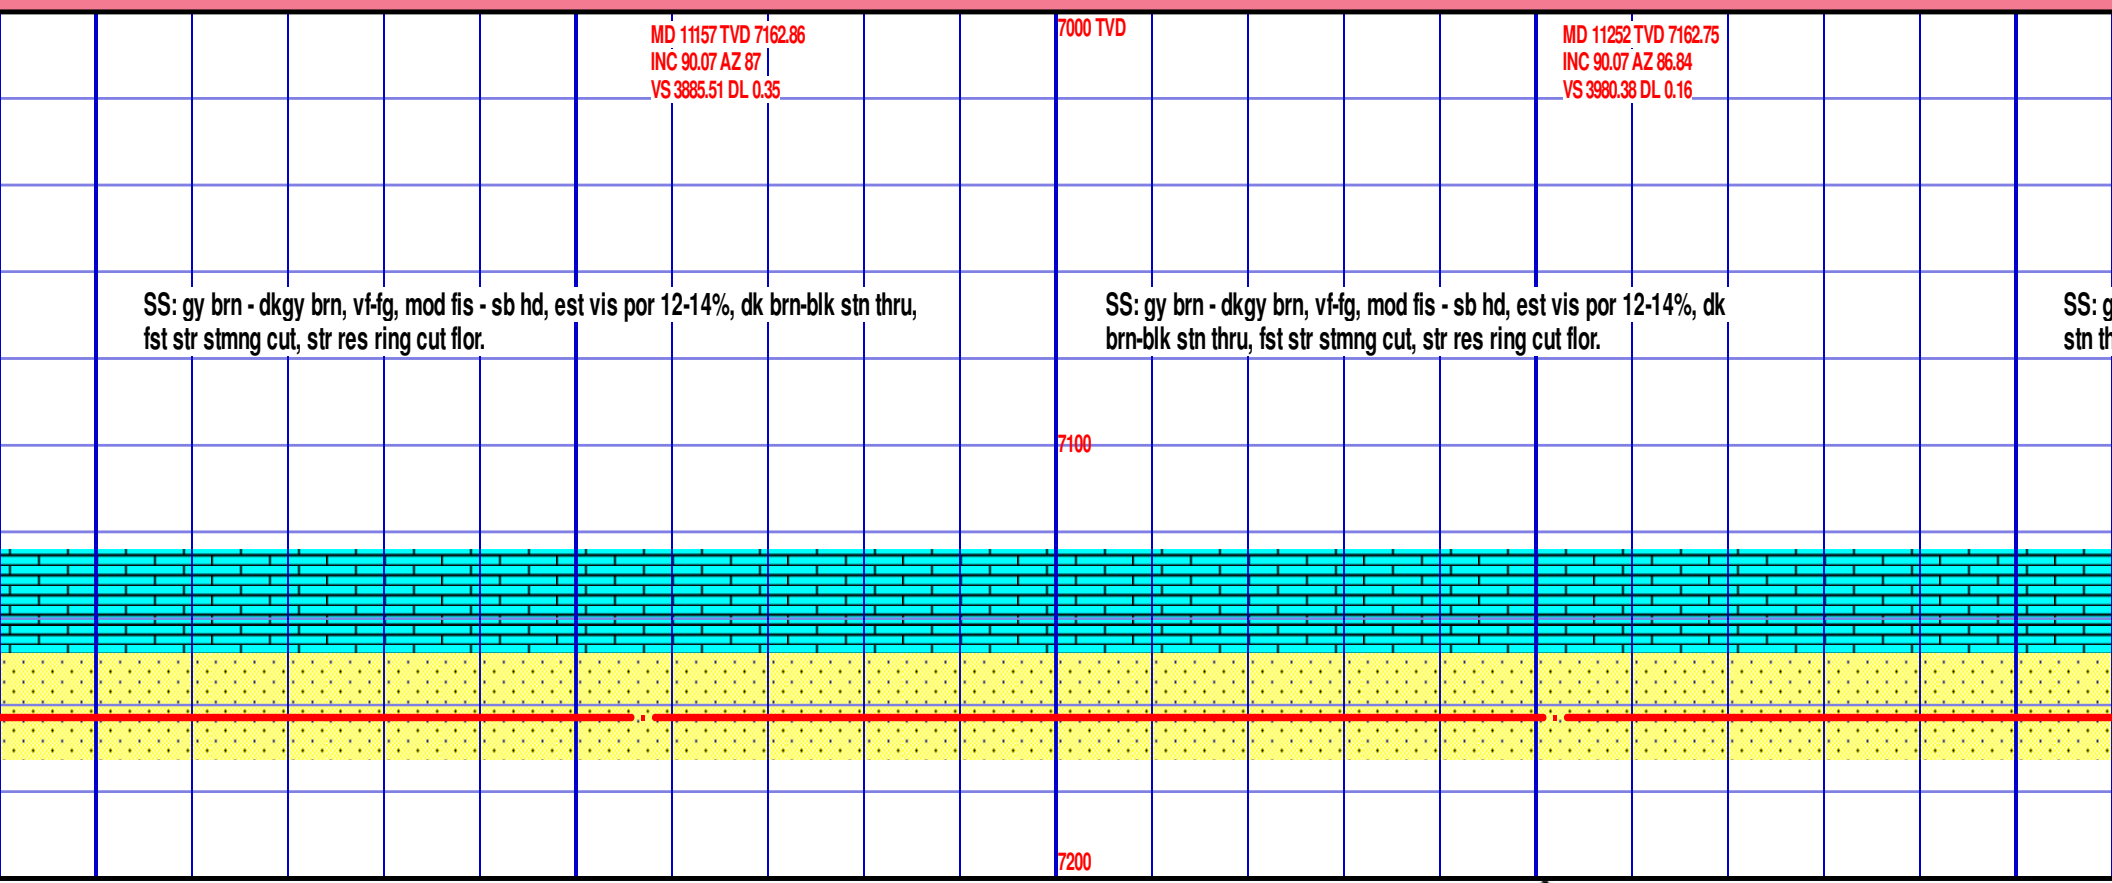 MD 11157 TVD 7162.86
INC 90.07 AZ 87
VS 3885.51 DL 0.35
7000 TVD
MD 11252 TVD 7162.75
INC 90.07 AZ 86.84
VS 3980.38 DL 0.16
SS: gy brn - dkgy brn, vf-fg, mod fis - sb hd, est vis por 12-14%, dk brn-blk stn thru,
fst str stmng cut, str res ring cut flor.
SS: gy brn - dkgy brn, vf-fg, mod fis - sb hd, est vis por 12-14%, dk
brn-blk stn thru, fst str stmng cut, str res ring cut flor.
SS: g
stn th
7100
7200